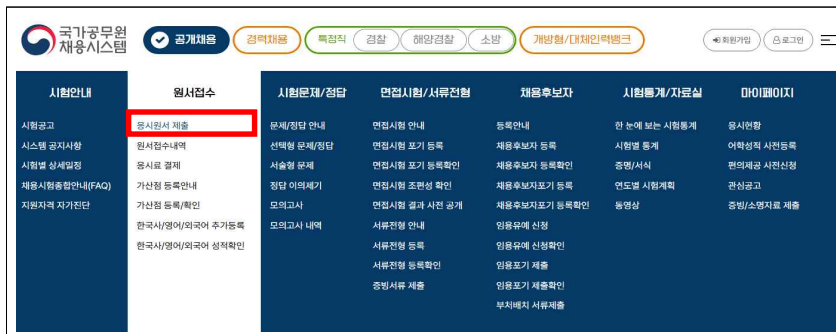 국가공무원
채용시스템
공개채용 경력채용 특정직 경찰 해양경찰 소방 개방형/대체인력뱅크 회원가입 로그인
시험안내 원서접수 시험문제/정답 면접시험/서류전형 채용후보자 시험통계/자료실 마이페이지
시험공고 응시원서 제출 문제/정답 안내 면접시험 안내 등록안내 한 눈에 보는 시험통계 응시현황
시스템 공지사항 원서접수내역 선택형 문제/정답 면접시험 포기 등록 채용후보자 등록 시험별 통계 어학성적 사전등록
시험별 상세일정 응시료 결제 서술형 문제 면접시험 포기 등록확인 채용후보자 등록확인 증명/서식 편의제공 사전신청
채용시험종합안내(FAQ) 가산점 등록안내 정답 이의제기 면접시험 조편성 확인 채용후보자포기 등록 연도별 시험계획 관심공고
지원자격 자가진단 가산점 등록/확인 모의고사 면접시험 결과 사전 공개 채용후보자포기 등록확인 동영상 증빙/소명자료 제출
한국사/영어/외국어 추가등록 모의고사 내역 서류전형 안내 임용유예 신청
한국사/영어/외국어 성적확인 서류전형 등록 임용유예 신청확인
서류전형 등록확인 임용포기 제출
증빙서류 제출 임용포기 제출확인
부처배치 서류제출